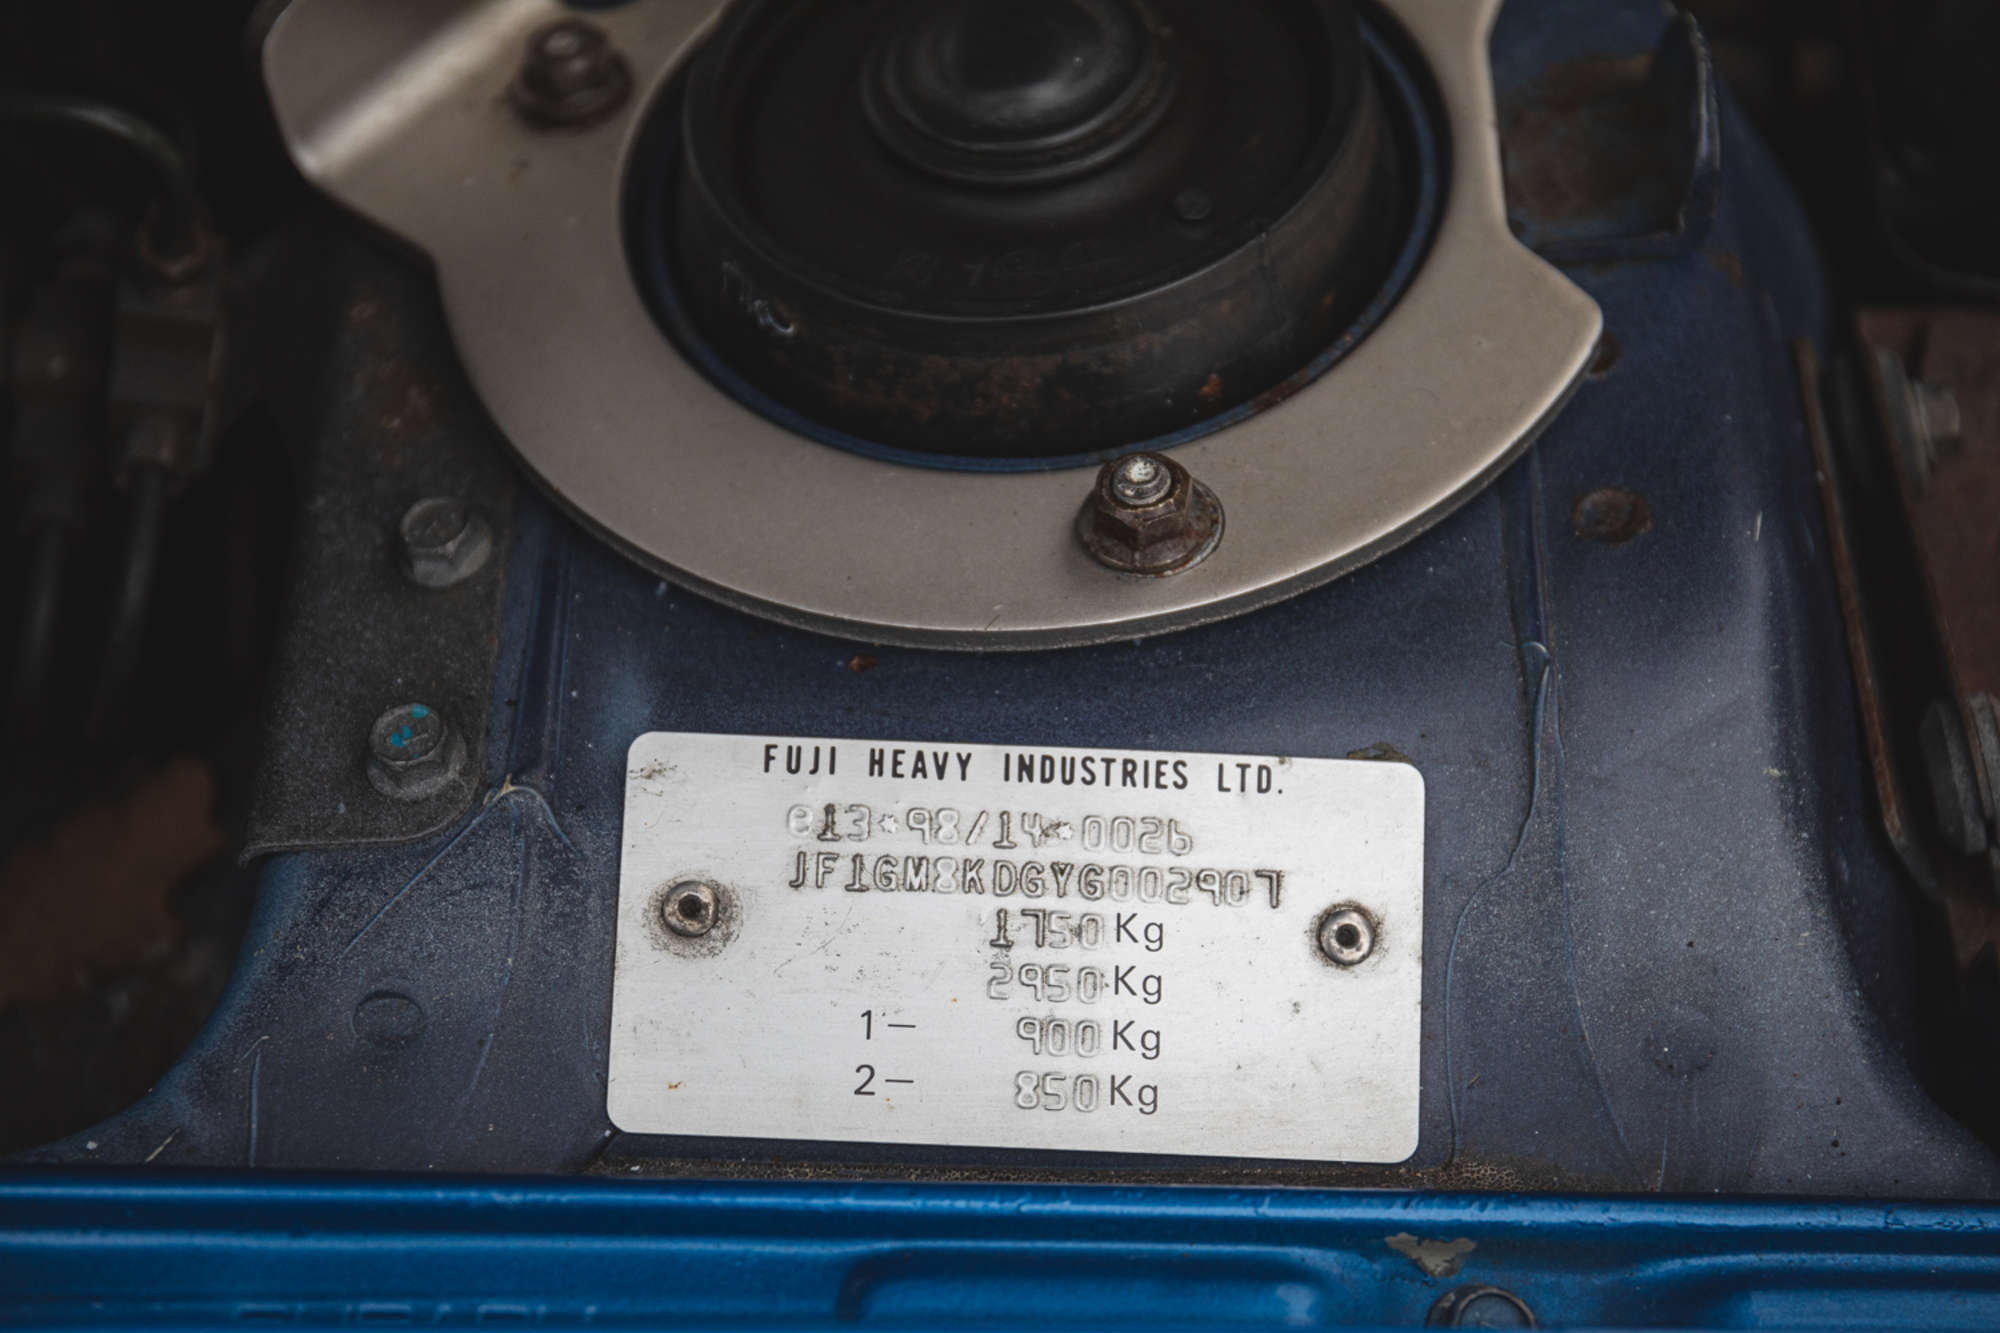 FUJI HEAVY INDUSTRIES LTD.
e13*98/14*0026
JF1GM8KDGYG002907
1750 Kg
2950 Kg
1— 900 Kg
2— 850 Kg